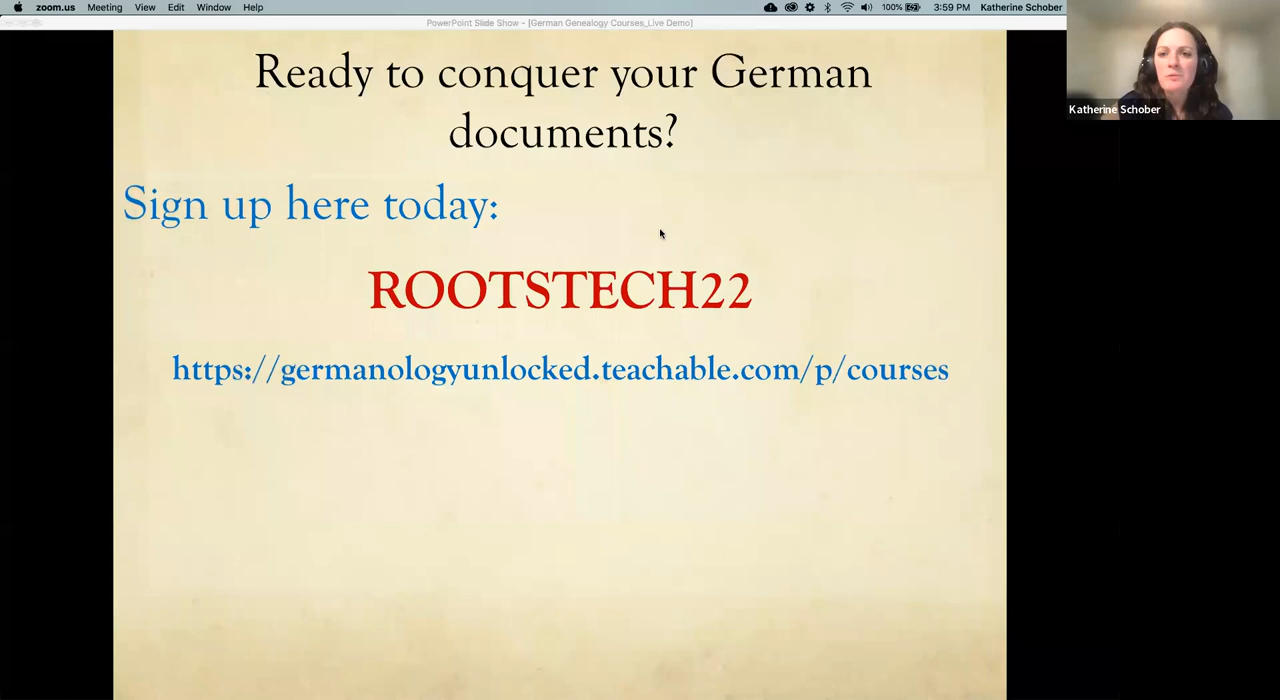 zoom.us Meeting View Edit Window Help 100% 3:59 PM Katherine Schober
PowerPoint Slide Show - [German Genealogy Courses_Live Demo]
Ready to conquer your German
documents?
Sign up here today:
ROOTSTECH22
https://germanologyunlocked.teachable.com/p/courses
Katherine Schober